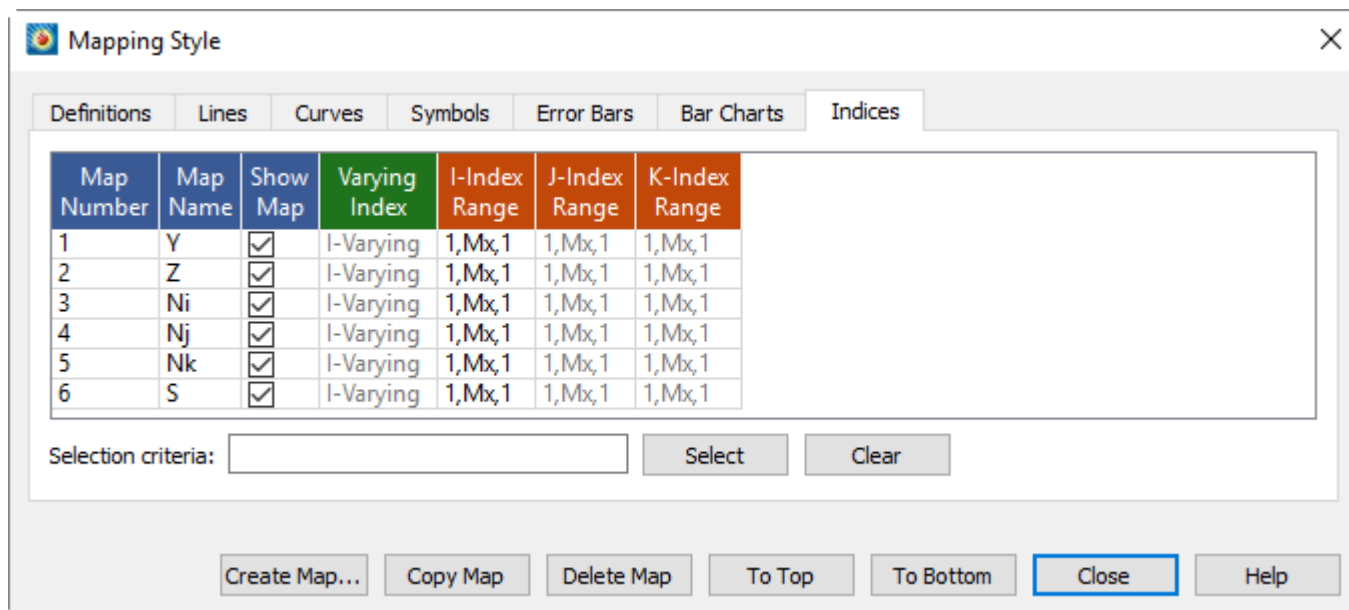 Mapping Style
Definitions Lines Curves Symbols Error Bars Bar Charts Indices
Map Number Map Name Show Map Varying Index I-Index Range J-Index Range K-Index Range
1 Y I-Varying 1,Mx,1 1,Mx,1 1,Mx,1
2 Z I-Varying 1,Mx,1 1,Mx,1 1,Mx,1
3 Ni I-Varying 1,Mx,1 1,Mx,1 1,Mx,1
4 Nj I-Varying 1,Mx,1 1,Mx,1 1,Mx,1
5 Nk I-Varying 1,Mx,1 1,Mx,1 1,Mx,1
6 S I-Varying 1,Mx,1 1,Mx,1 1,Mx,1
Selection criteria: Select Clear
Create Map... Copy Map Delete Map To Top To Bottom Close Help